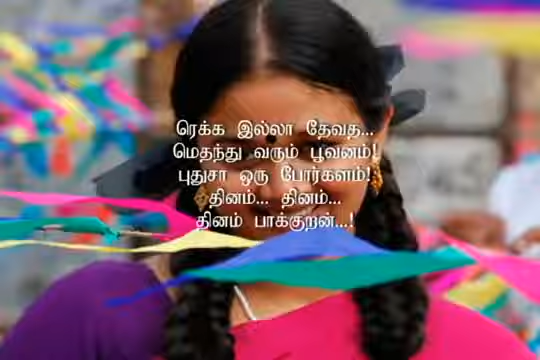 ரெக்க இல்லா தேவத...
மெதந்து வரும் பூவனம்!
புதுசா ஒரு போர்களம்!
தினம்... தினம்...
தினம் பாக்குறன்...!